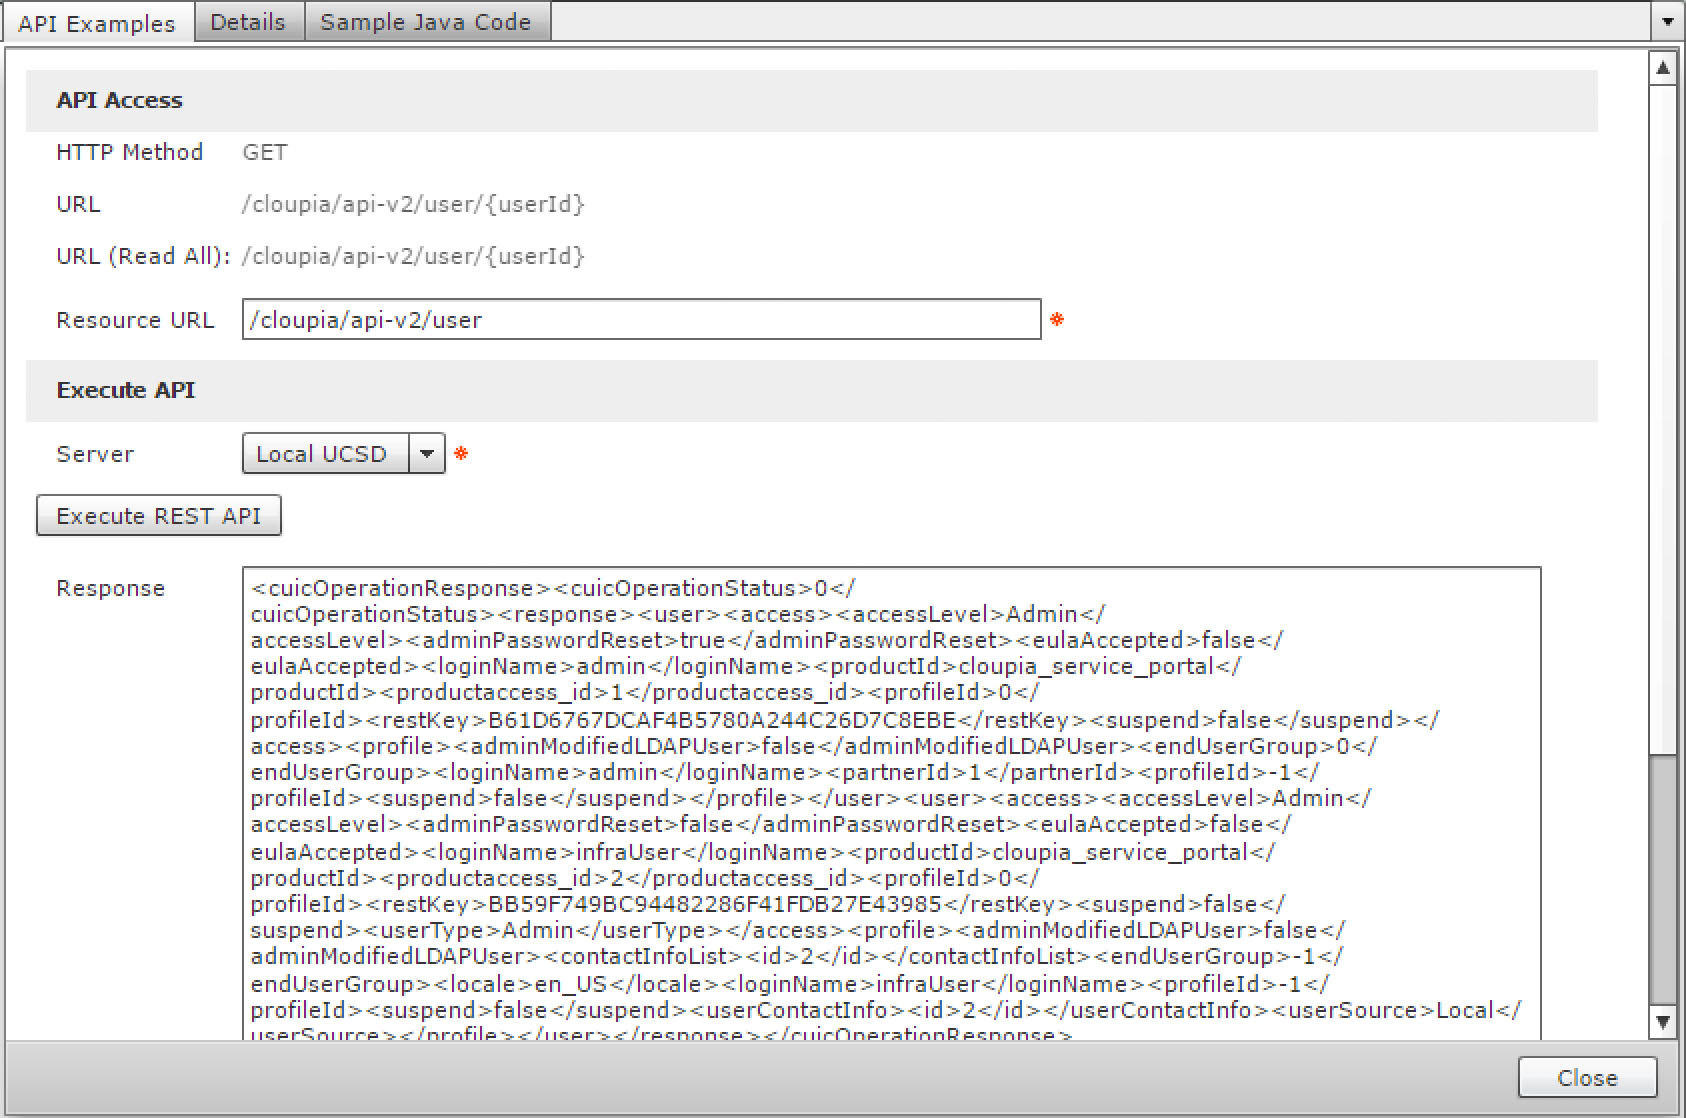 API Examples Details Sample Java Code
API Access
HTTP Method GET
URL /cloupia/api-v2/user/{userId}
URL (Read All): /cloupia/api-v2/user/{userId}
Resource URL /cloupia/api-v2/user
Execute API
Server Local UCSD
Execute REST API
Response <cuicOperationResponse><cuicOperationStatus>0</
cuicOperationStatus><response><user><access><accessLevel>Admin</
accessLevel><adminPasswordReset>true</adminPasswordReset><eulaAccepted>false</
eulaAccepted><loginName>admin</loginName><productId>cloupia_service_portal</
productId><productaccess_id>1</productaccess_id><profileId>0</
profileId><restKey>B61D6767DCAF4B5780A244C26D7C8EBE</restKey><suspend>false</suspend></
access><profile><adminModifiedLDAPUser>false</adminModifiedLDAPUser><endUserGroup>0</
endUserGroup><loginName>admin</loginName><partnerId>1</partnerId><profileId>-1</
profileId><suspend>false</suspend></profile></user><user><access><accessLevel>Admin</
accessLevel><adminPasswordReset>false</adminPasswordReset><eulaAccepted>false</
eulaAccepted><loginName>infraUser</loginName><productId>cloupia_service_portal</
productId><productaccess_id>2</productaccess_id><profileId>0</
profileId><restKey>BB59F749BC94482286F41FDB27E43985</restKey><suspend>false</
suspend><userType>Admin</userType></access><profile><adminModifiedLDAPUser>false</
adminModifiedLDAPUser><contactInfoList><id>2</id></contactInfoList><endUserGroup>-1</
endUserGroup><locale>en_US</locale><loginName>infraUser</loginName><profileId>-1</
profileId><suspend>false</suspend><userContactInfo><id>2</id></userContactInfo><userSource>Local</
userSource></profile></user></response></cuicOperationResponse>
Close